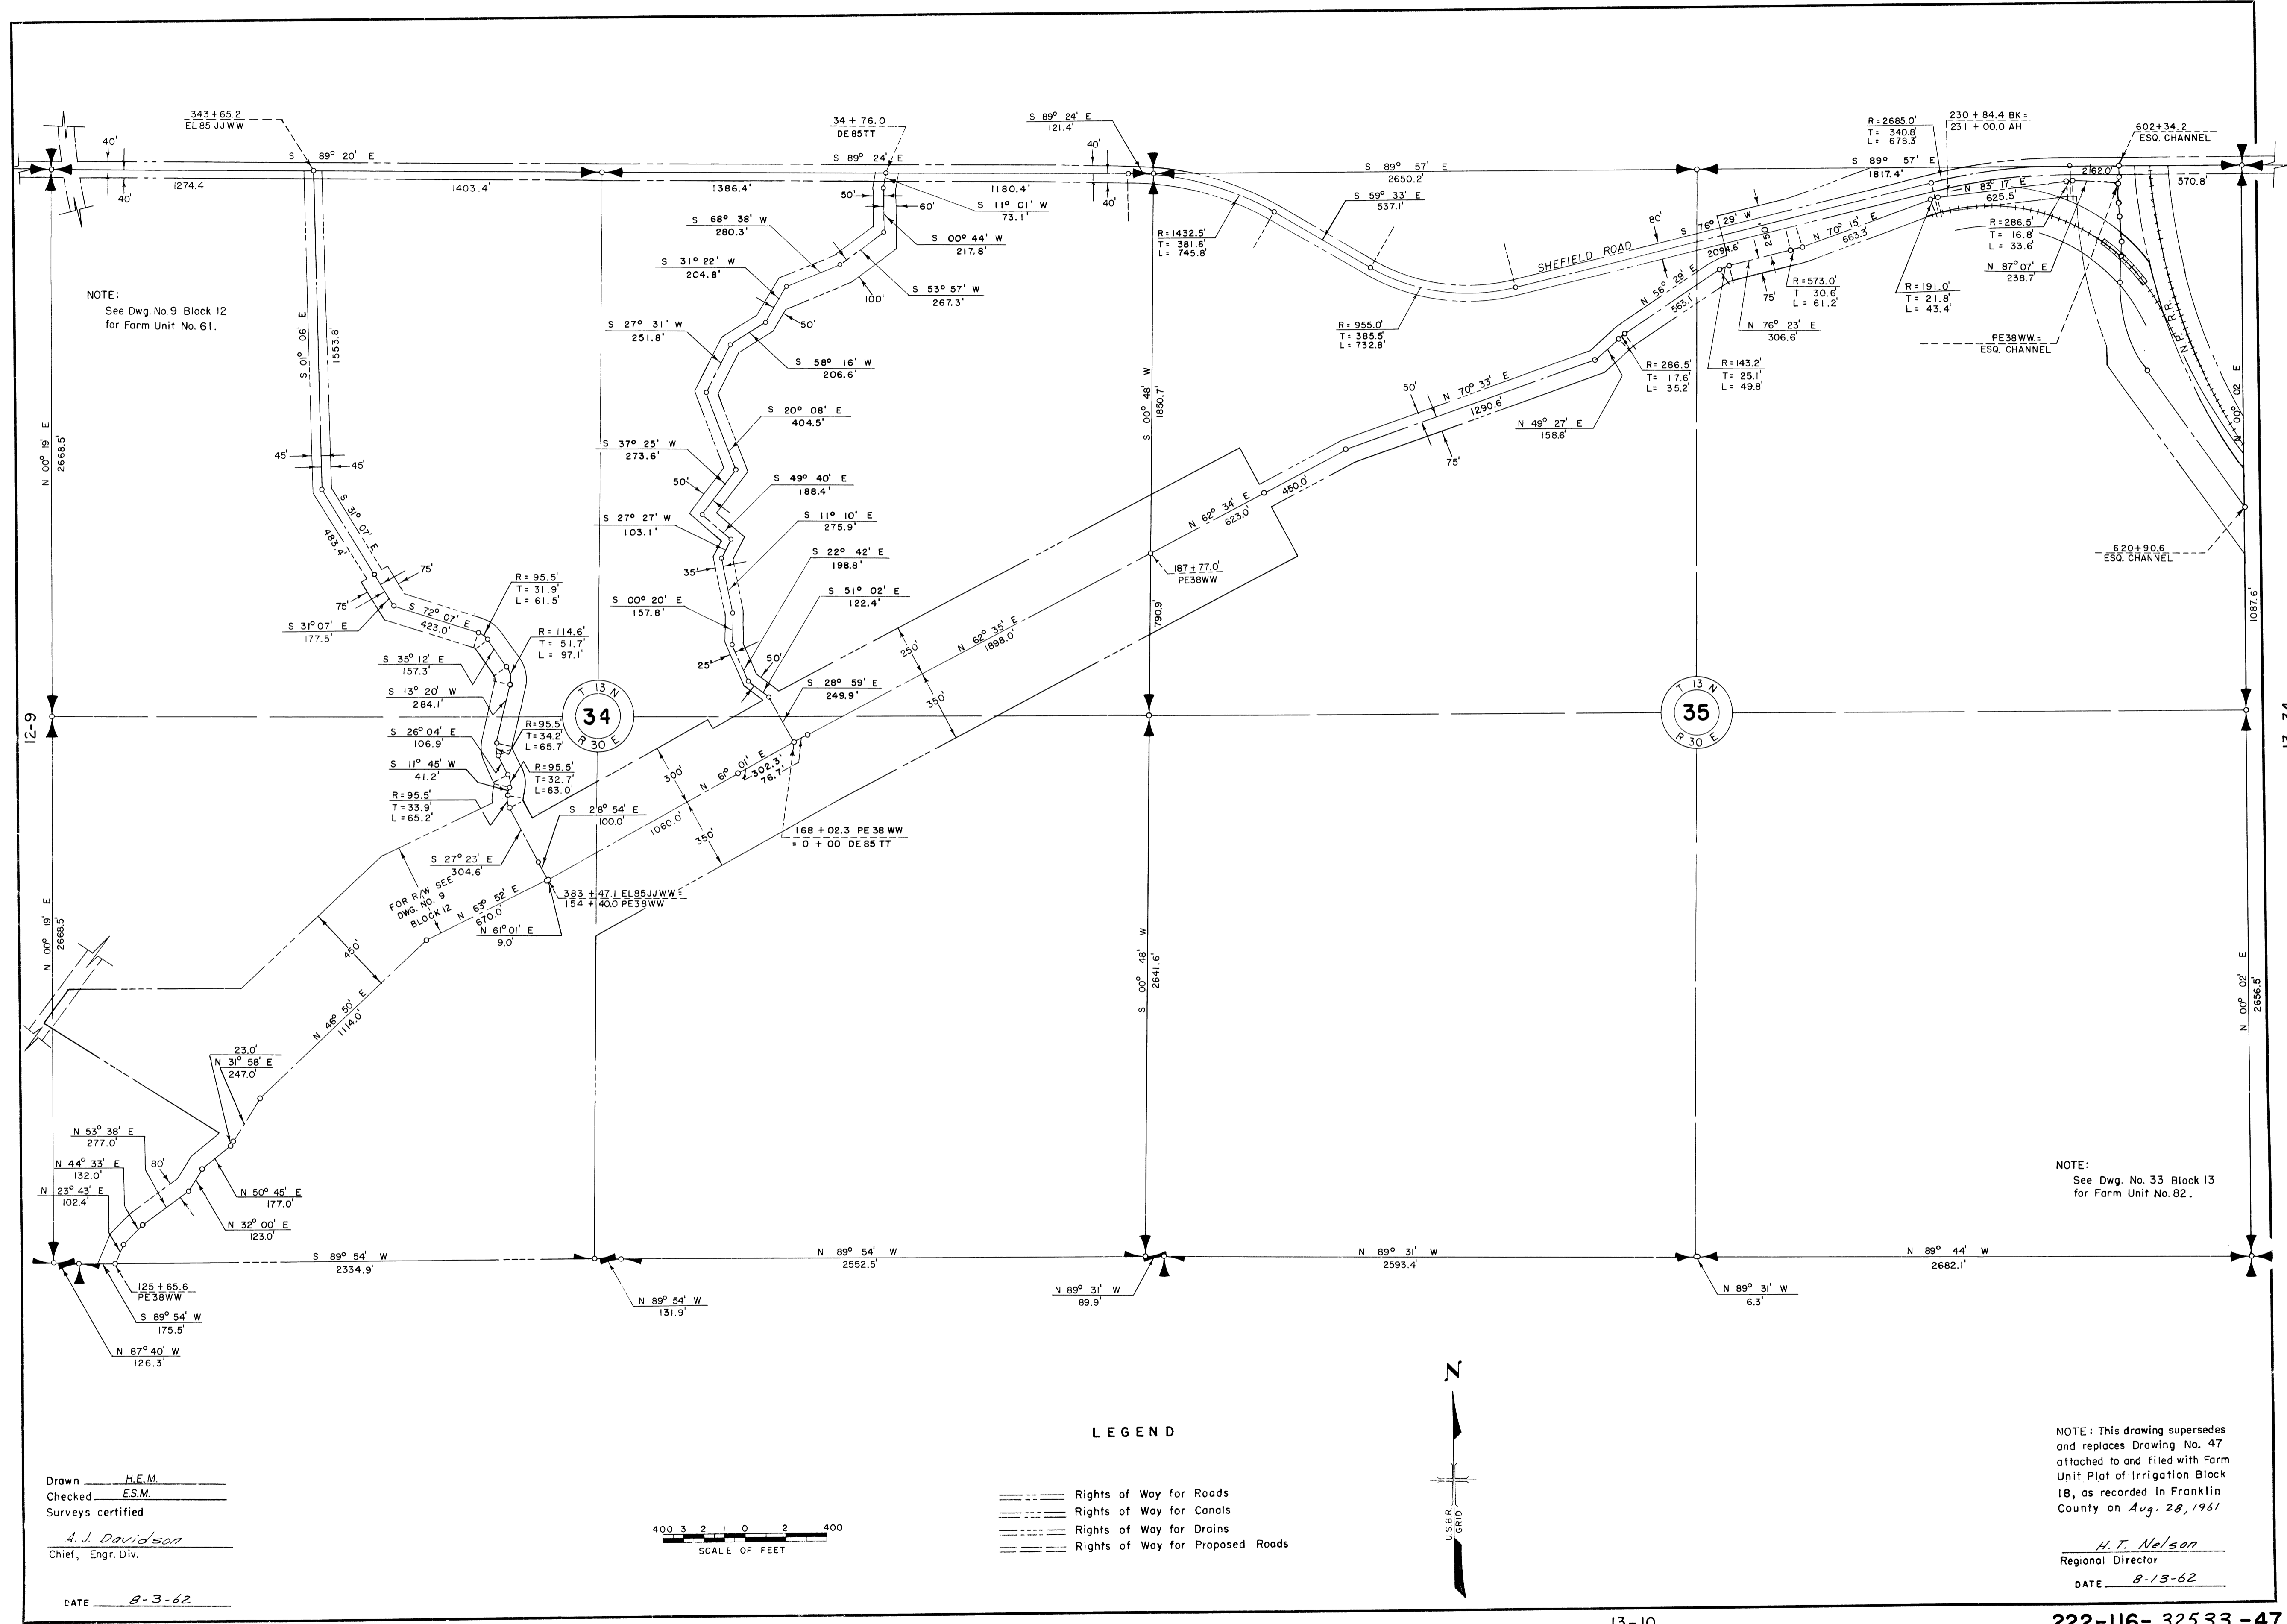 343+65.2
EL85 JJWW
40'
40'
S 89° 20' E
1274.4'
1403.4'
34 + 76.0
DE85TT
S 89° 24' E
1386.4'
1180.4'
S 89° 24' E
121.4'
40'
40'
S 89° 57' E
2650.2'
R = 2685.0'
T = 340.8'
L = 678.3'
230 + 84.4 BK =
231 + 00.0 AH
602+34.2
ESQ. CHANNEL
S 89° 57' E
1817.4'
2162.0'
570.8'
50'
60'
S 11° 01' W
73.1'
S 68° 38' W
280.3'
S 00° 44' W
217.8'
S 31° 22' W
204.8'
S 53° 57' W
267.3'
100'
50'
S 27° 31' W
251.8'
S 58° 16' W
206.6'
S 20° 08' E
404.5'
S 37° 25' W
273.6'
50'
S 49° 40' E
188.4'
S 27° 27' W
103.1'
S 11° 10' E
275.9'
35'
S 22° 42' E
198.8'
S 00° 20' E
157.8'
S 51° 02' E
122.4'
25'
50'
S 28° 59' E
249.9'
NOTE:
See Dwg. No. 9 Block 12
for Farm Unit No. 61.
S 01° 06' E
1553.8'
N 00° 19' E
2668.5'
45'
45'
S 31° 07' E
483.4'
75'
75'
S 31° 07' E
177.5'
S 72° 07' E
423.0'
R = 95.5'
T = 31.9'
L = 61.5'
R = 114.6'
T = 51.7'
L = 97.1'
S 35° 12' E
157.3'
S 13° 20' W
284.1'
S 26° 04' E
106.9'
R = 95.5'
T = 34.2'
L = 65.7'
S 11° 45' W
41.2'
R = 95.5'
T = 32.7'
L = 63.0'
R = 95.5'
T = 33.9'
L = 65.2'
S 28° 54' E
100.0'
S 27° 23' E
304.6'
383 + 47.1 EL85JJWW =
154 + 40.0 PE38WW
FOR R/W SEE
DWG. NO. 9
BLOCK 12
N 63° 52' E
670.0'
N 61° 01' E
9.0'
T 13 N
34
R 30 E
300'
350'
N 61° 01' E
1060.0'
302.3'
76.7'
168 + 02.3 PE 38 WW
= 0 + 00 DE 85 TT
250'
350'
N 62° 35' E
1898.0'
187 + 77.0'
PE38WW
N 62° 34' E
623.0'
450.0'
S 00° 48' W
1850.7'
790.9'
R = 1432.5'
T = 381.6'
L = 745.8'
S 59° 33' E
537.1'
R = 955.0'
T = 385.5'
L = 732.8'
SHEFIELD ROAD
80'
S 76° 29' W
2094.6'
250'
50'
75'
N 70° 33' E
1290.6'
N 49° 27' E
158.6'
N 56° 29' E
563.1'
R = 286.5'
T = 17.6'
L = 35.2'
R = 143.2'
T = 25.1'
L = 49.8'
N 76° 23' E
306.6'
75'
R = 573.0'
T 30.6'
L = 61.2'
N 70° 15' E
663.3'
R = 191.0'
T = 21.8'
L = 43.4'
N 83° 17' E
625.5'
R = 286.5'
T = 16.8'
L = 33.6'
N 87° 07' E
238.7'
PE38WW =
ESQ. CHANNEL
N.P. R.R.
N 00° 02' E
1087.6'
620+90.6
ESQ. CHANNEL
T 13 N
35
R 30 E
12-9
N 00° 19' E
2668.5'
450'
N 46° 50' E
1114.0'
23.0'
N 31° 58' E
247.0'
N 53° 38' E
277.0'
N 44° 33' E
132.0'
80'
N 23° 43' E
102.4'
N 50° 45' E
177.0'
N 32° 00' E
123.0'
125 + 65.6
PE38WW
S 89° 54' W
175.5'
N 87° 40' W
126.3'
S 89° 54' W
2334.9'
N 89° 54' W
131.9'
N 89° 54' W
2552.5'
S 00° 48' W
2641.6'
N 89° 31' W
89.9'
N 89° 31' W
2593.4'
N 89° 31' W
6.3'
N 89° 44' W
2682.1'
N 00° 02' E
2656.5'
NOTE:
See Dwg. No. 33 Block 13
for Farm Unit No. 82.
Drawn H.E.M.
Checked E.S.M.
Surveys certified
A. J. Davidson
Chief, Engr. Div.
DATE 8-3-62
400 3 2 1 0 2 400
SCALE OF FEET
LEGEND
Rights of Way for Roads
Rights of Way for Canals
Rights of Way for Drains
Rights of Way for Proposed Roads
N
U.S.B.R.
GRID
NOTE: This drawing supersedes
and replaces Drawing No. 47
attached to and filed with Farm
Unit Plat of Irrigation Block
18, as recorded in Franklin
County on Aug. 28, 1961
H. T. Nelson
Regional Director
DATE 8-13-62
13-10
222-116-32533-47